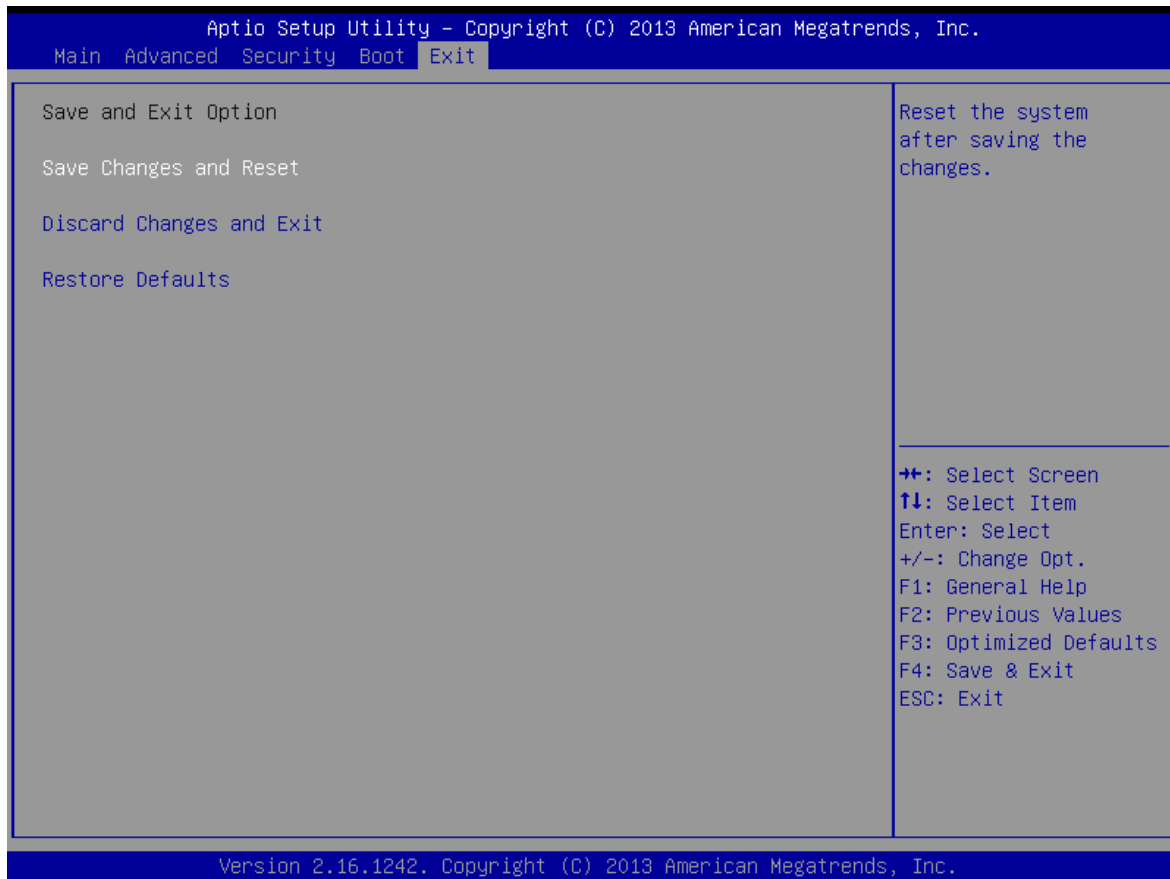 Aptio Setup Utility – Copyright (C) 2013 American Megatrends, Inc.
Main Advanced Security Boot Exit
Save and Exit Option
Save Changes and Reset
Discard Changes and Exit
Restore Defaults
Reset the system
after saving the
changes.
→←: Select Screen
↑↓: Select Item
Enter: Select
+/-: Change Opt.
F1: General Help
F2: Previous Values
F3: Optimized Defaults
F4: Save & Exit
ESC: Exit
Version 2.16.1242. Copyright (C) 2013 American Megatrends, Inc.